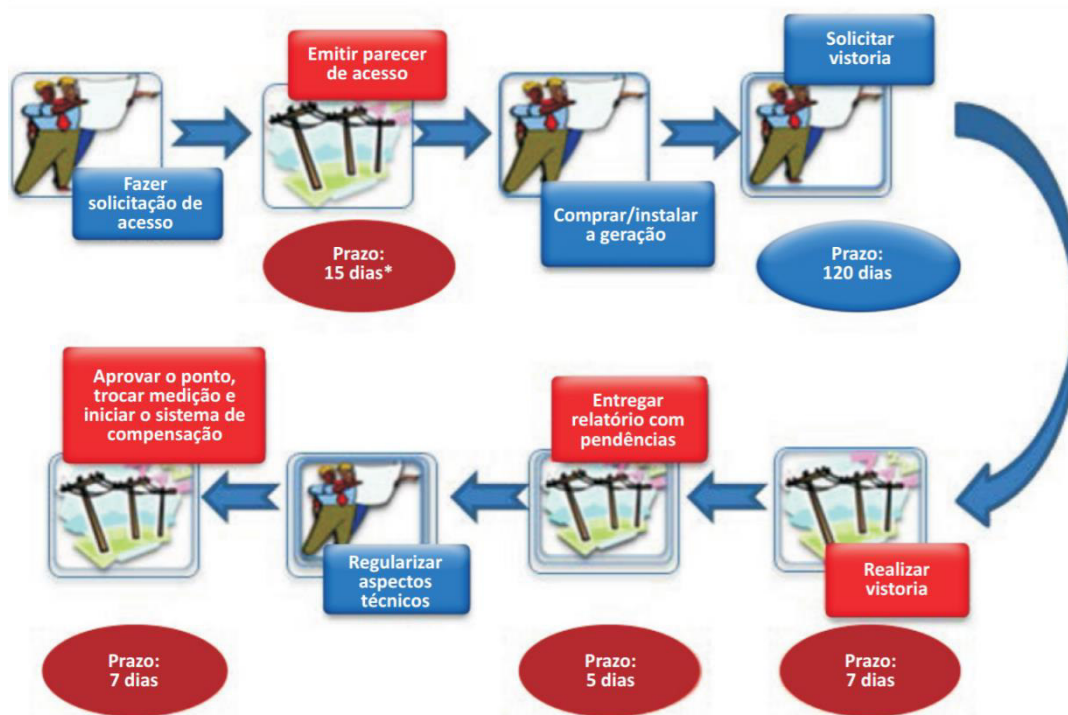 Fazer
solicitação de
acesso
Emitir parecer
de acesso
Prazo:
15 dias*
Comprar/instalar
a geração
Solicitar
vistoria
Prazo:
120 dias
Realizar
vistoria
Prazo:
7 dias
Entregar
relatório com
pendências
Prazo:
5 dias
Regularizar
aspectos
técnicos
Aprovar o ponto,
trocar medição e
iniciar o sistema de
compensação
Prazo:
7 dias